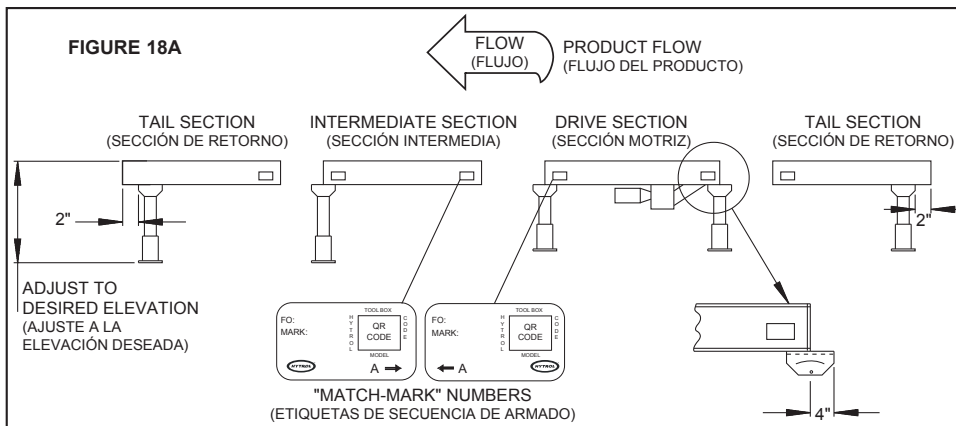 FIGURE 18A
FLOW
(FLUJO)
PRODUCT FLOW
(FLUJO DEL PRODUCTO)
TAIL SECTION
(SECCIÓN DE RETORNO)
INTERMEDIATE SECTION
(SECCIÓN INTERMEDIA)
DRIVE SECTION
(SECCIÓN MOTRIZ)
TAIL SECTION
(SECCIÓN DE RETORNO)
2"
2"
ADJUST TO
DESIRED ELEVATION
(AJUSTE A LA
ELEVACIÓN DESEADA)
TOOL BOX
FO:
MARK:
HYTROL
QR
CODE
CODE
MODEL
HYTROL
A
TOOL BOX
FO:
MARK:
HYTROL
QR
CODE
CODE
MODEL
A
HYTROL
4"
"MATCH-MARK" NUMBERS
(ETIQUETAS DE SECUENCIA DE ARMADO)